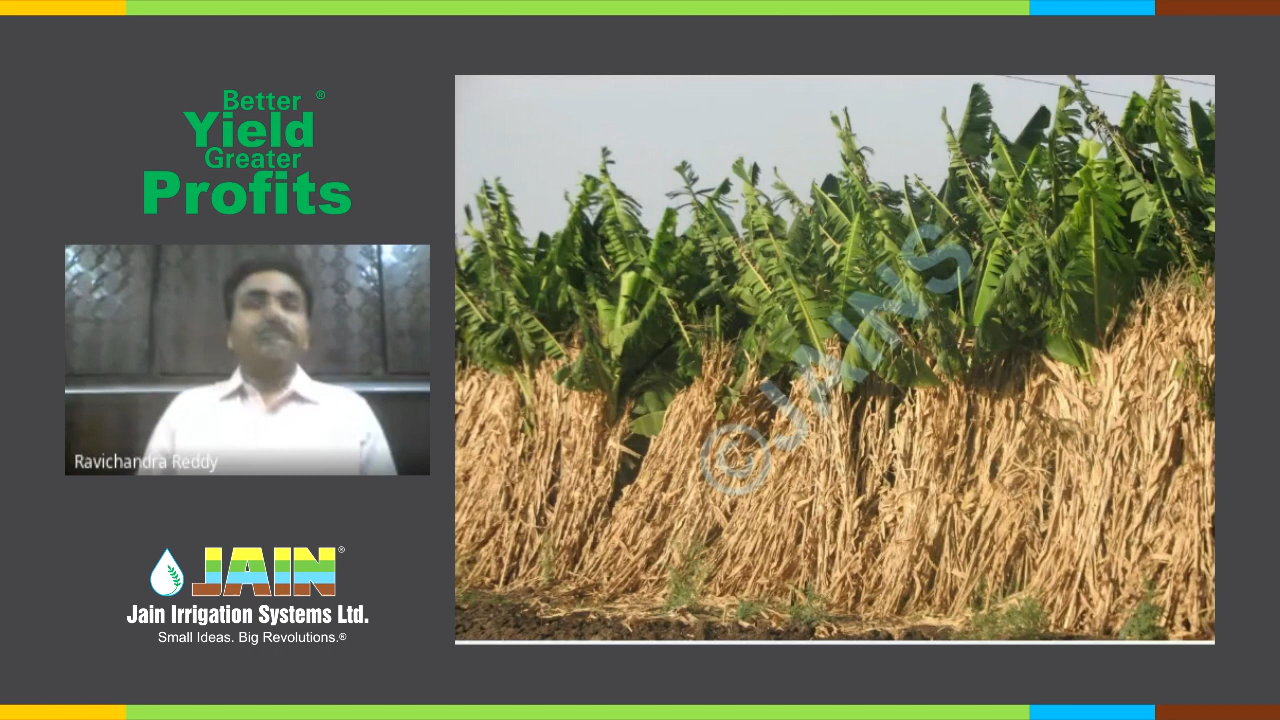 Better ®
Yield
Greater
Profits
Ravichandra Reddy
JAIN®
Jain Irrigation Systems Ltd.
Small Ideas. Big Revolutions.®
©JAINS